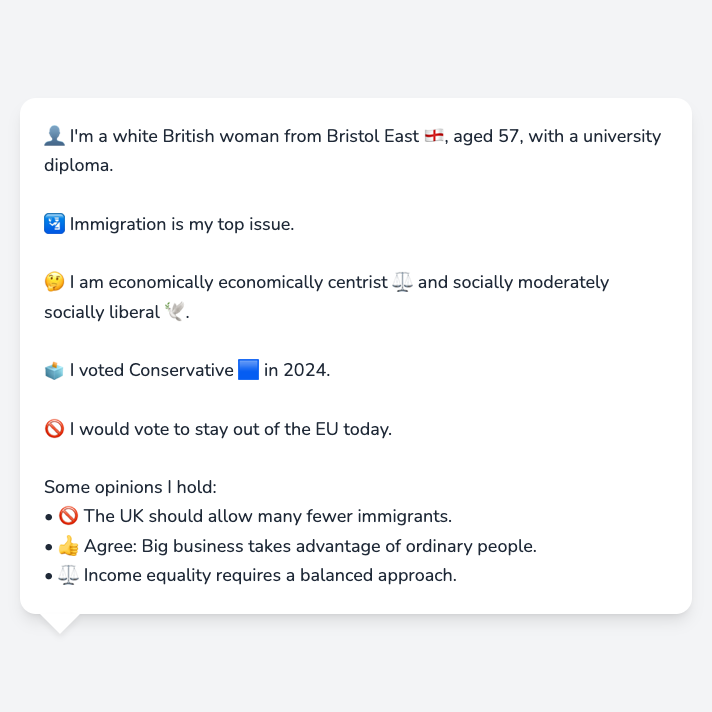 👤 I'm a white British woman from Bristol East 🏴󠁧󠁢󠁥󠁮󠁧󠁿, aged 57, with a university
diploma.
🛂 Immigration is my top issue.
🤔 I am economically economically centrist ⚖️ and socially moderately
socially liberal 🕊️.
🗳️ I voted Conservative 🟦 in 2024.
🚫 I would vote to stay out of the EU today.
Some opinions I hold:
• 🚫 The UK should allow many fewer immigrants.
• 👍 Agree: Big business takes advantage of ordinary people.
• ⚖️ Income equality requires a balanced approach.